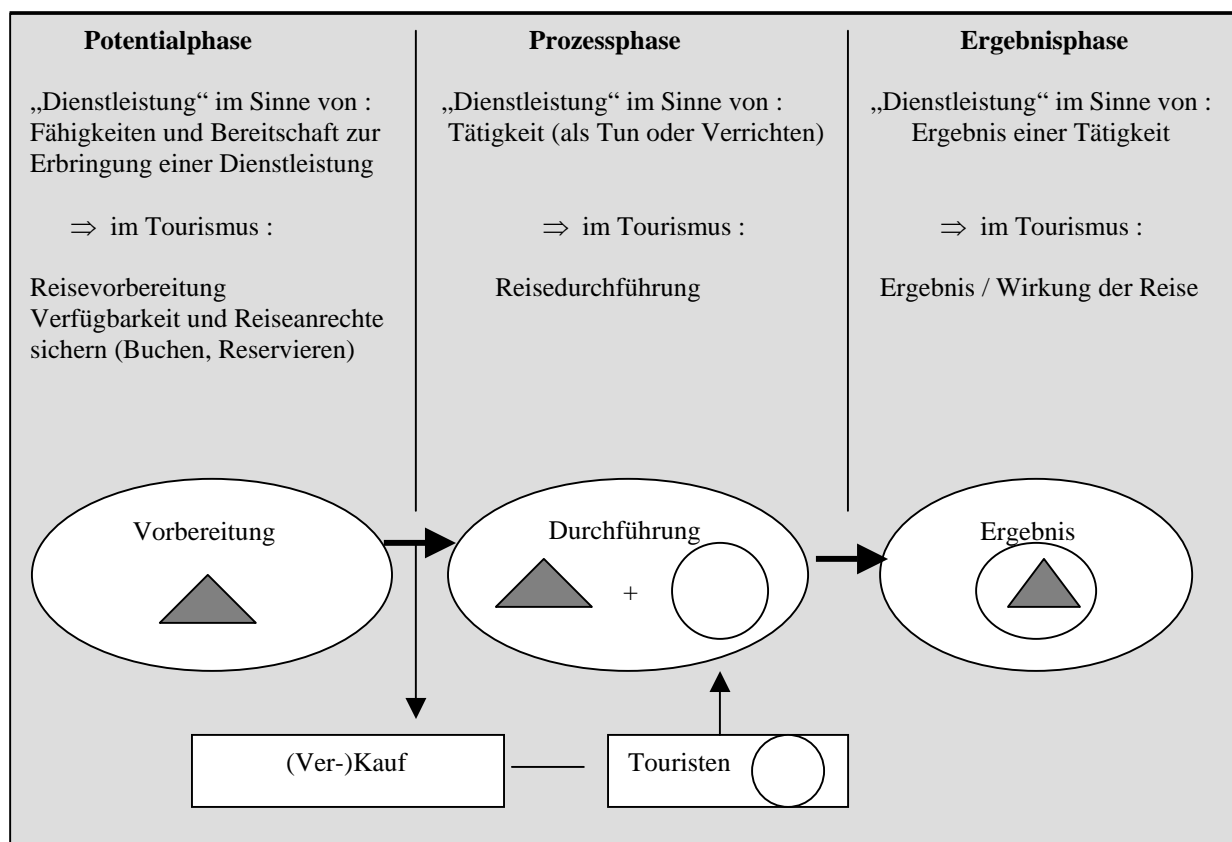 Potentialphase
„Dienstleistung“ im Sinne von :
Fähigkeiten und Bereitschaft zur
Erbringung einer Dienstleistung
⇒ im Tourismus :
Reisevorbereitung
Verfügbarkeit und Reiseanrechte
sichern (Buchen, Reservieren)
Prozessphase
„Dienstleistung“ im Sinne von :
Tätigkeit (als Tun oder Verrichten)
⇒ im Tourismus :
Reisedurchführung
Ergebnisphase
„Dienstleistung“ im Sinne von :
Ergebnis einer Tätigkeit
⇒ im Tourismus :
Ergebnis / Wirkung der Reise
Vorbereitung
Durchführung
+
Ergebnis
(Ver-)Kauf
Touristen